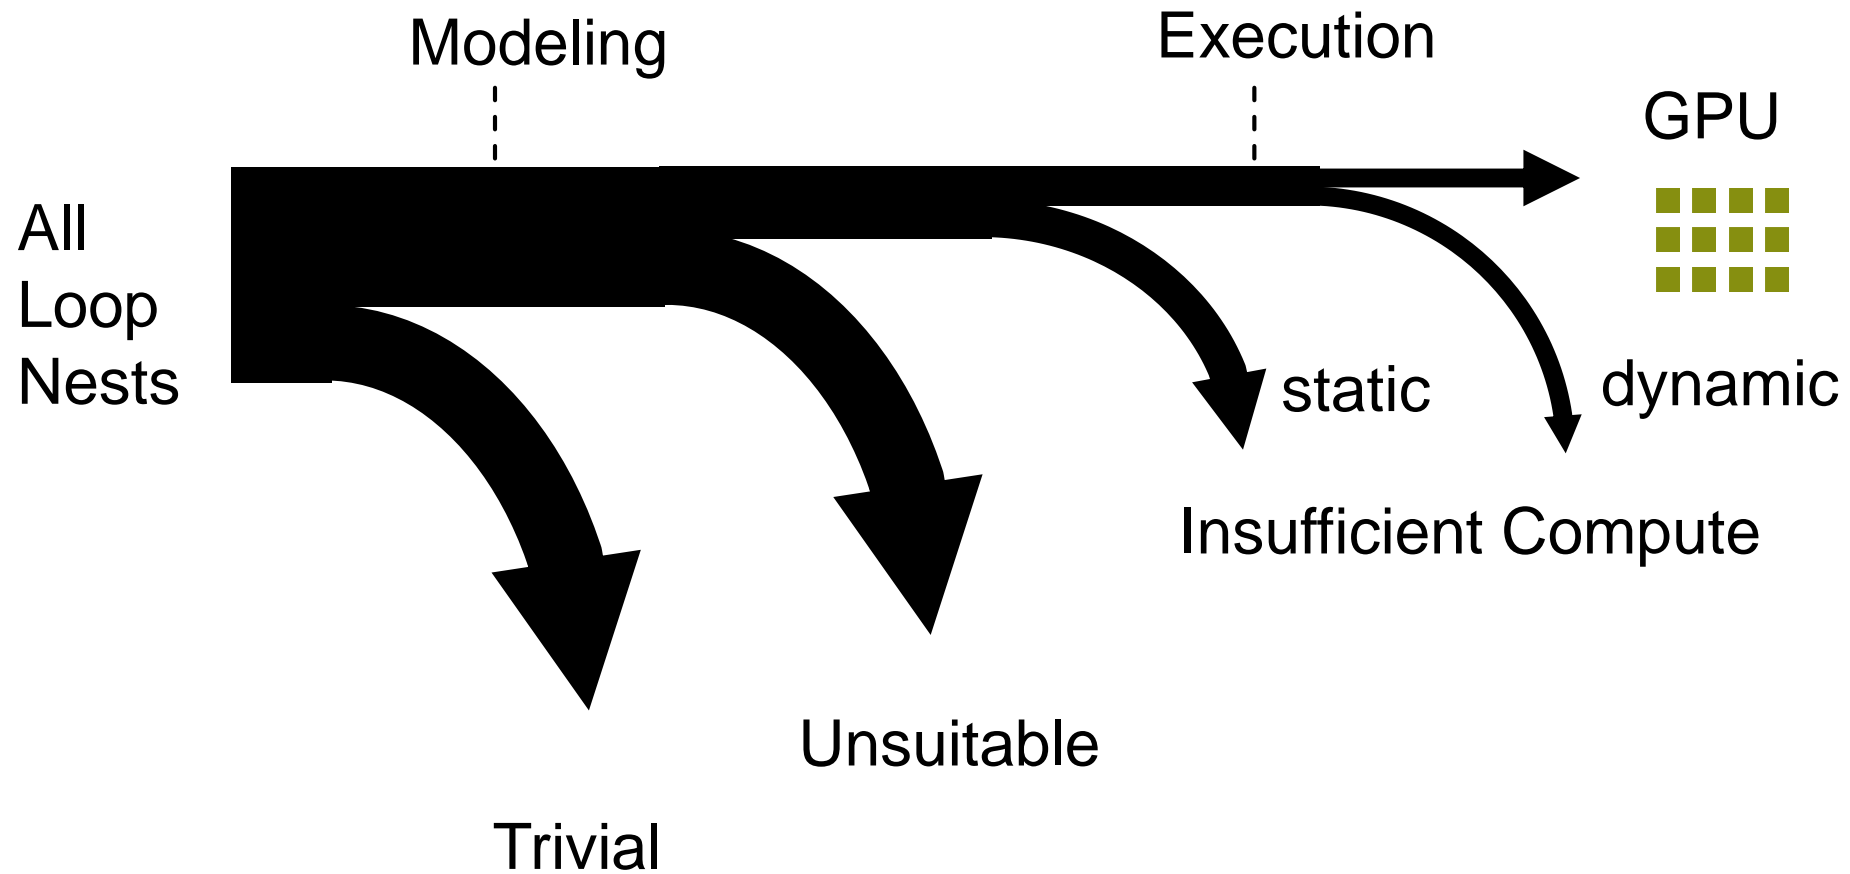 Modeling
Execution
GPU
All
Loop
Nests
static
dynamic
Insufficient Compute
Unsuitable
Trivial